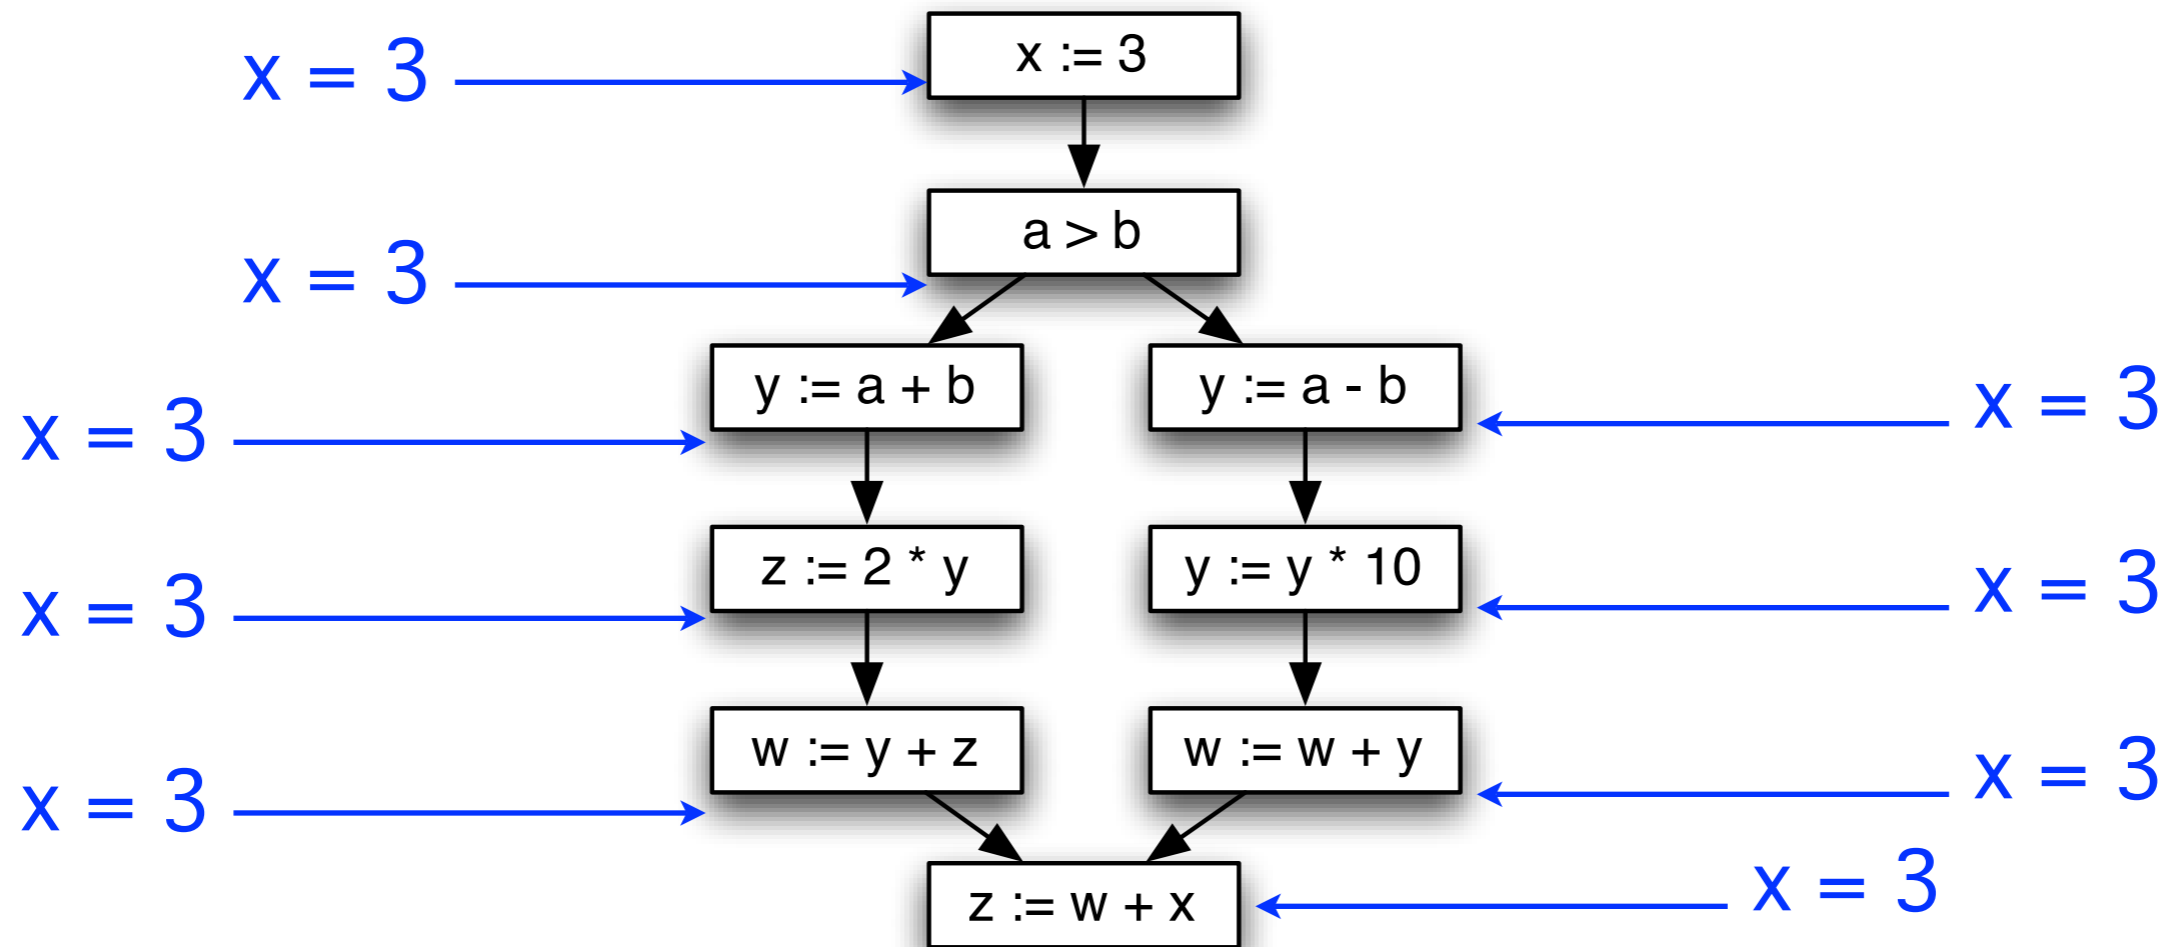 x = 3
x := 3
x = 3
a > b
x = 3
y := a + b
y := a - b
x = 3
x = 3
z := 2 * y
y := y * 10
x = 3
x = 3
w := y + z
w := w + y
x = 3
z := w + x
x = 3